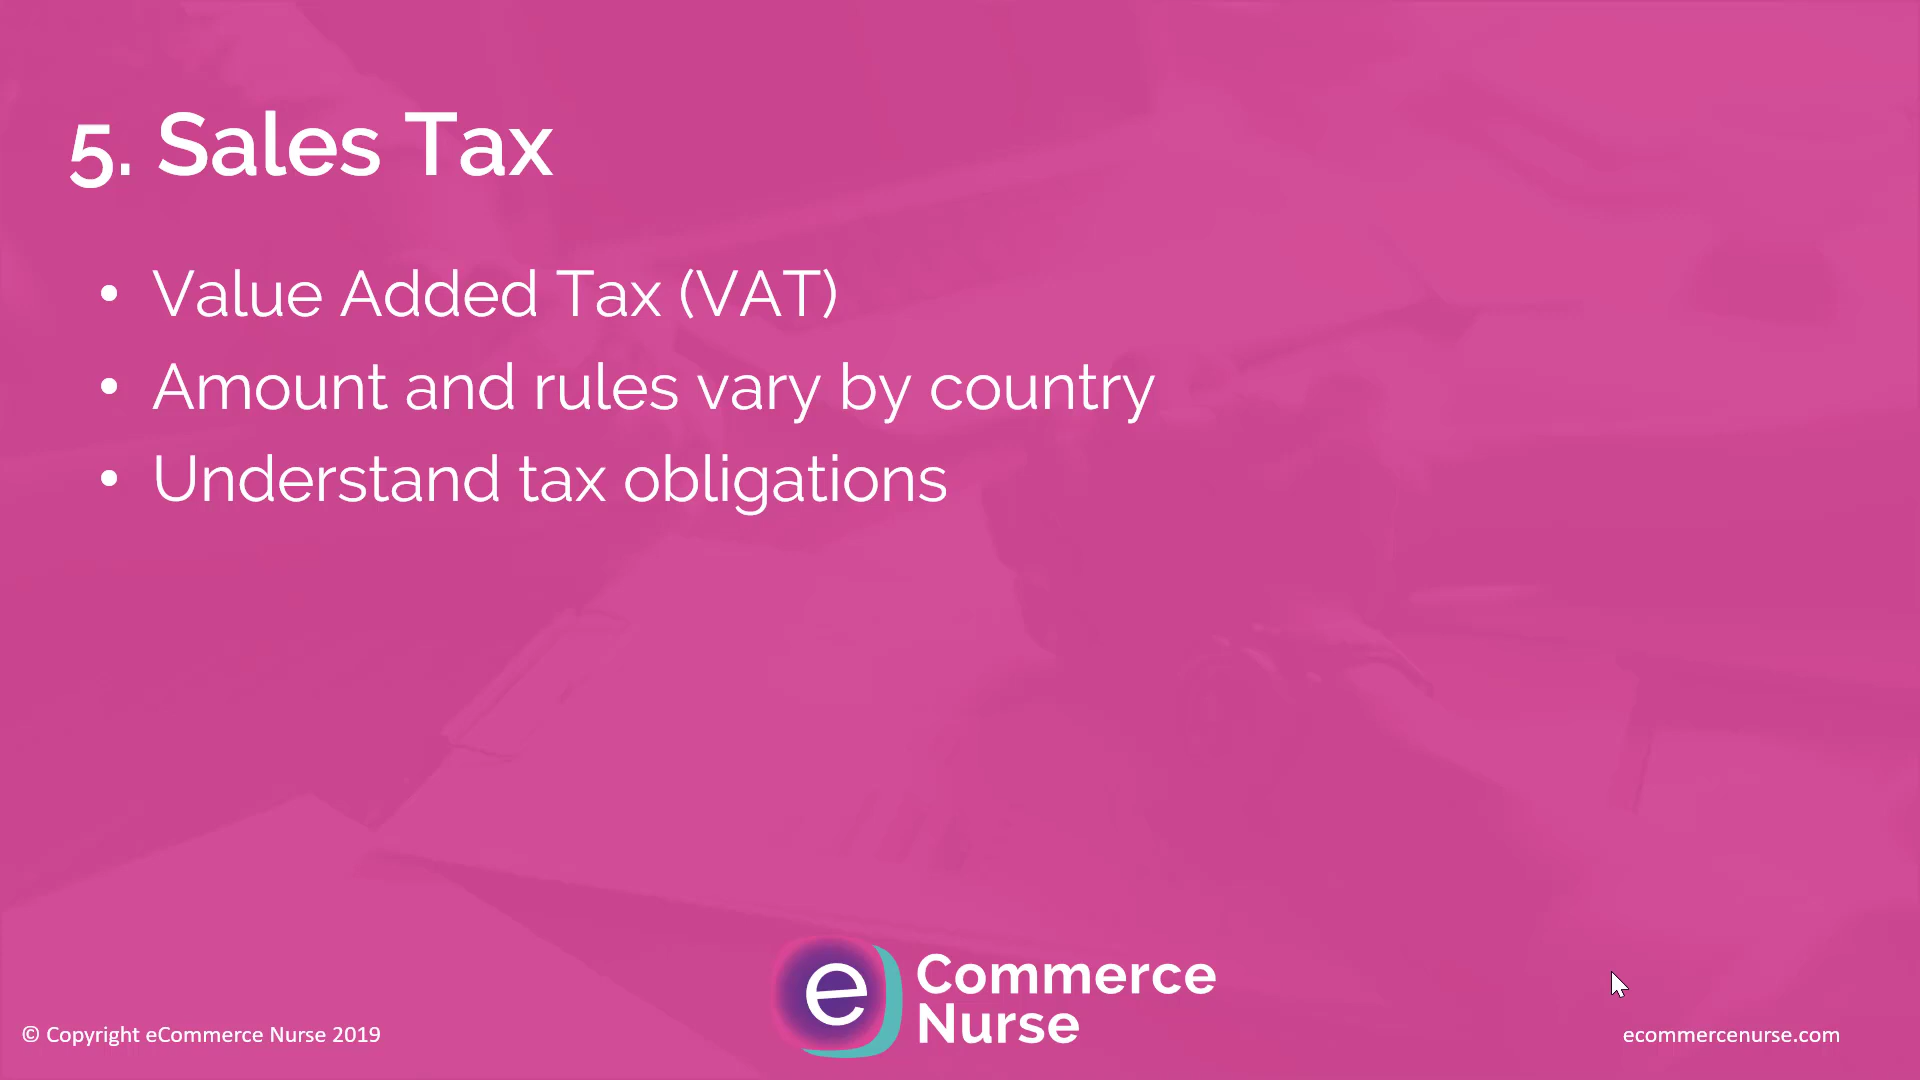 5. Sales Tax
• Value Added Tax (VAT)
• Amount and rules vary by country
• Understand tax obligations
e Commerce
Nurse
© Copyright eCommerce Nurse 2019
ecommercenurse.com